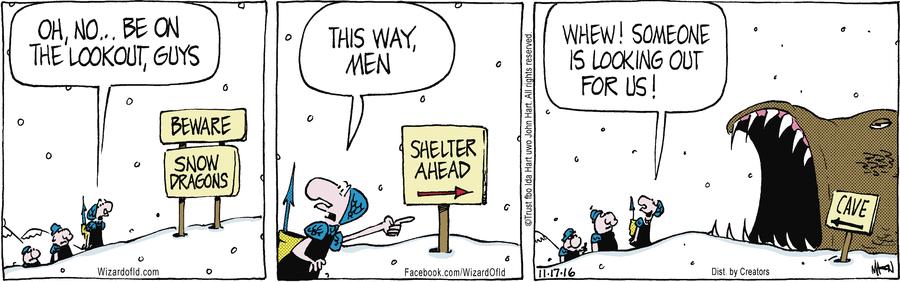 OH, NO... BE ON
THE LOOKOUT, GUYS
BEWARE
SNOW
DRAGONS
WizardofId.com
THIS WAY,
MEN
SHELTER
AHEAD
Facebook.com/WizardOfId
©Trust fbo Ida Hart uwo John Hart. All rights reserved.
WHEW! SOMEONE
IS LOOKING OUT
FOR US!
CAVE
11-17-16
Dist. by Creators